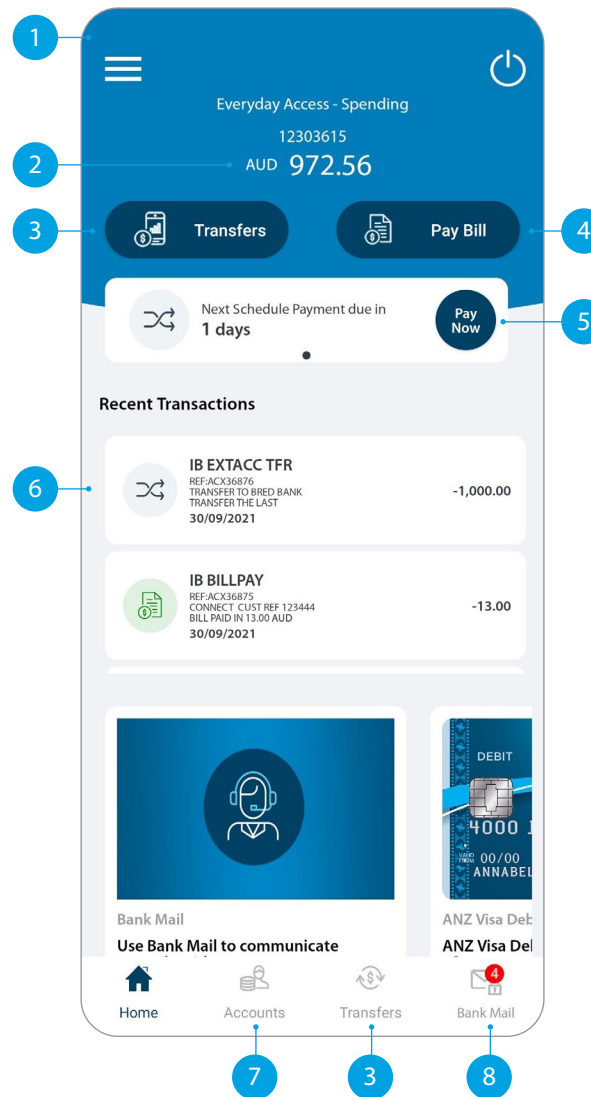 1
Everyday Access - Spending
12303615
2
AUD 972.56
3
Transfers
Pay Bill
4
Next Schedule Payment due in
1 days
Pay
Now
5
Recent Transactions
6
IB EXTACC TFR
REF:ACX36876
TRANSFER TO BRED BANK
TRANSFER THE LAST
30/09/2021
-1,000.00
IB BILLPAY
REF:ACX36875
CONNECT CUST REF 123444
BILL PAID IN 13.00 AUD
30/09/2021
-13.00
DEBIT
4000
VALID
FROM
00/00
ANNABEL
Bank Mail
Use Bank Mail to communicate
ANZ Visa Deb
ANZ Visa Del
Home
Accounts
Transfers
4
Bank Mail
7
3
8